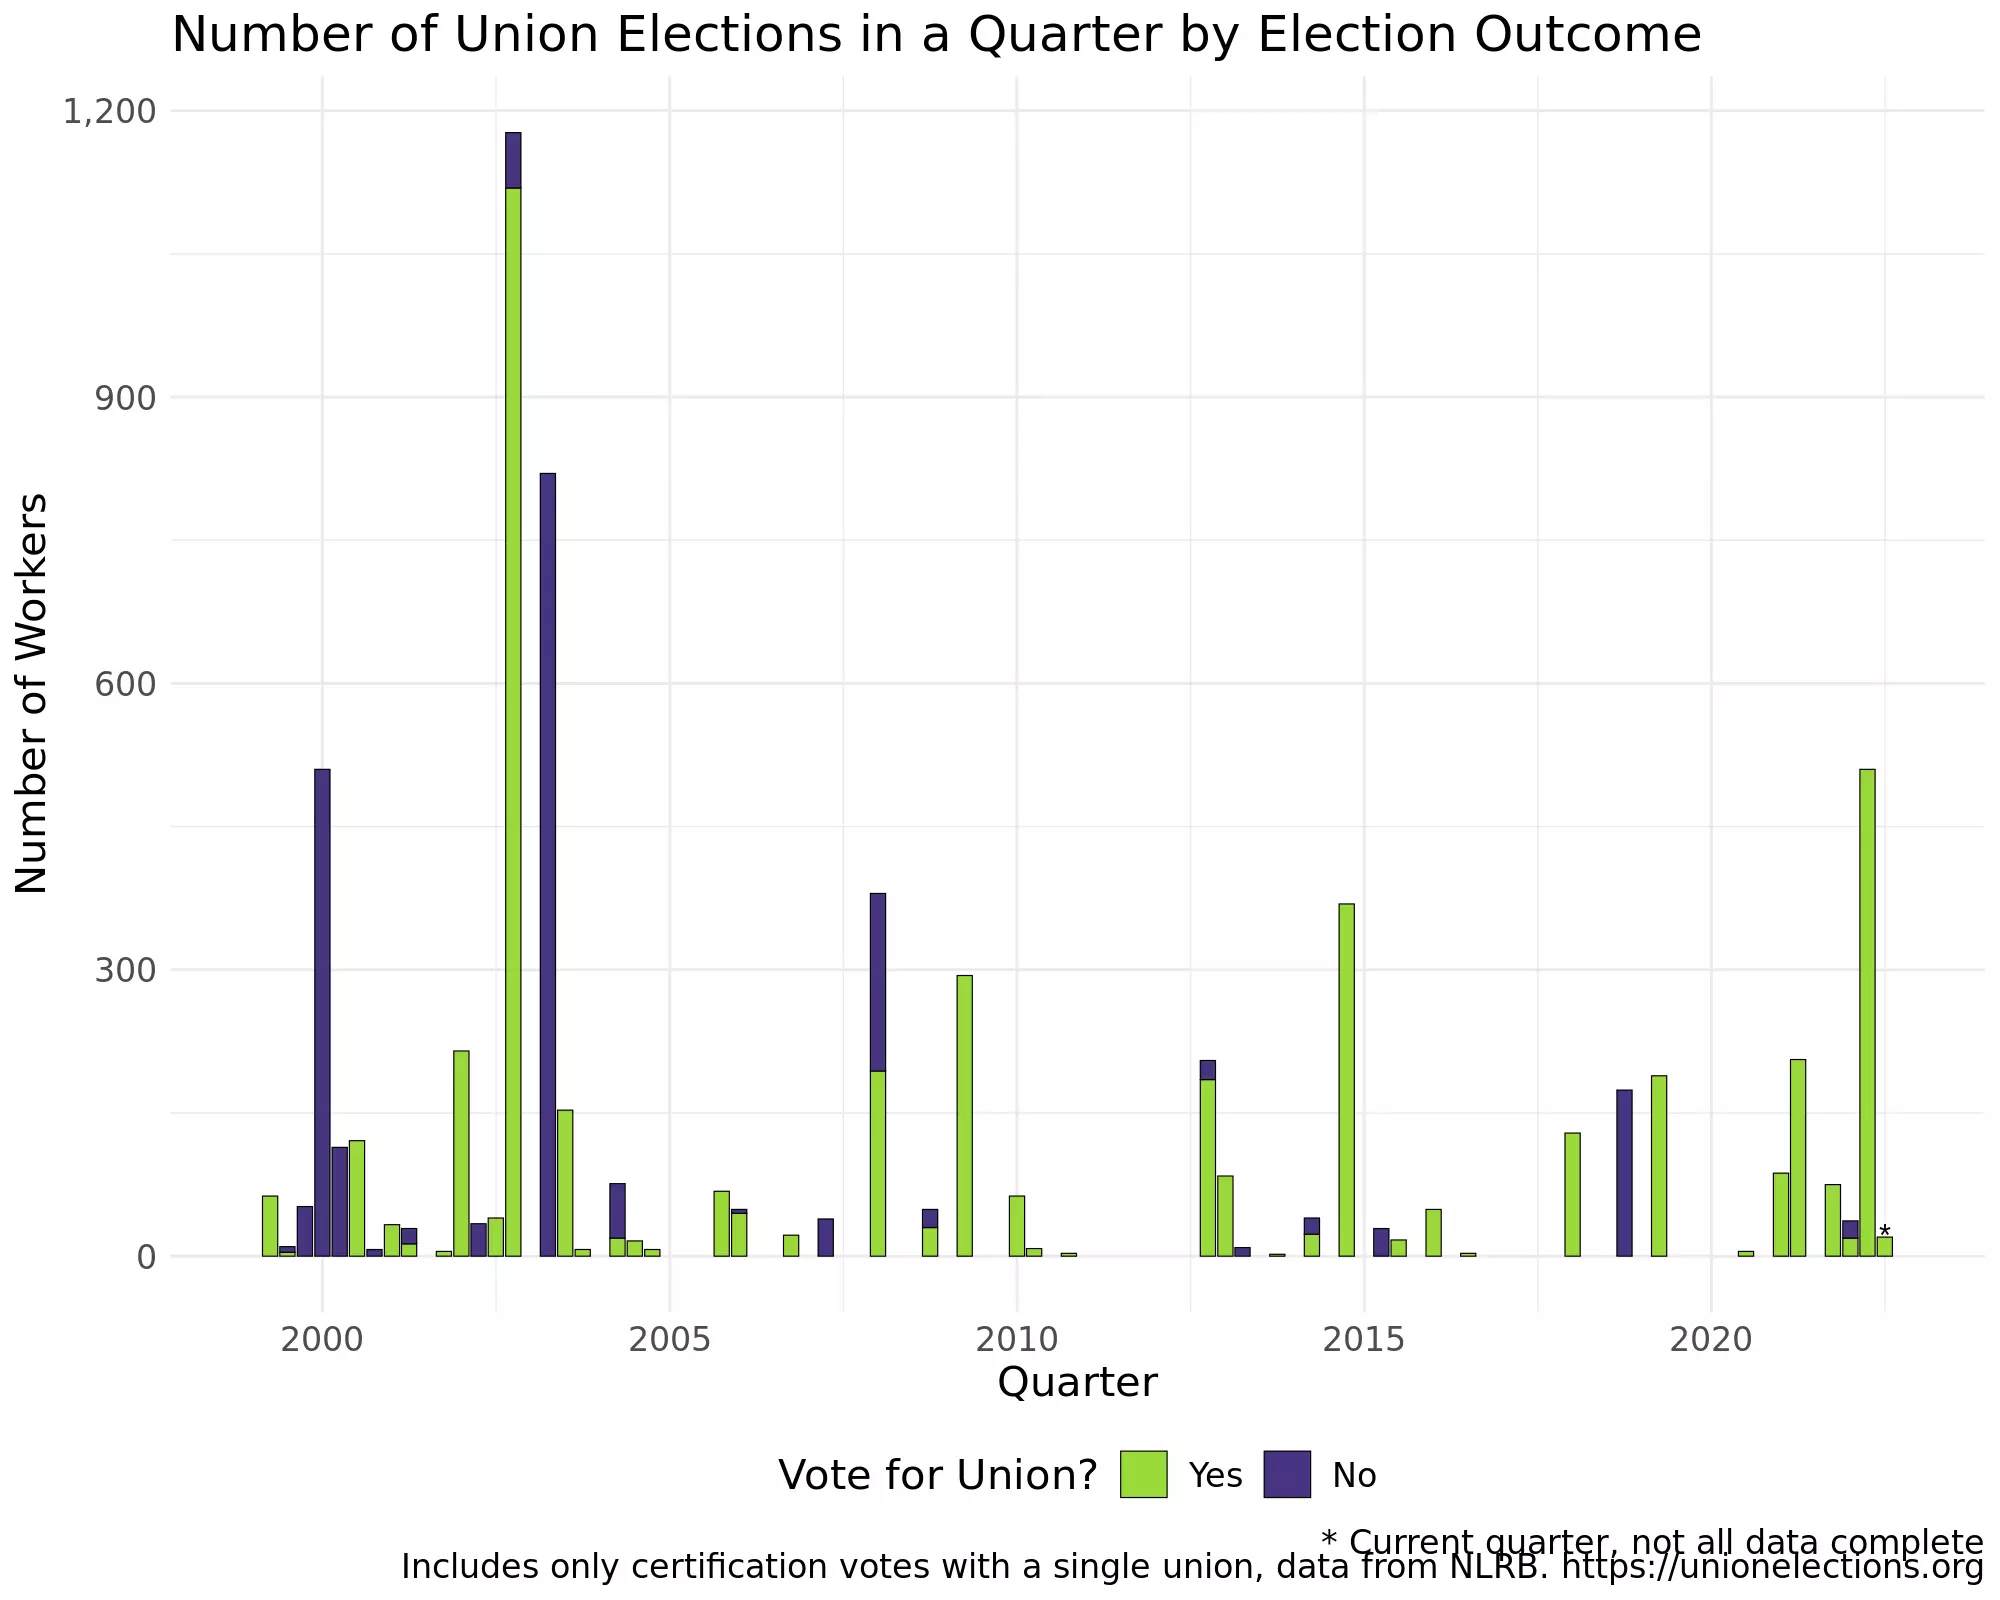 Number of Union Elections in a Quarter by Election Outcome
1,200
900
600
300
0
Number of Workers
*
2000 2005 2010 2015 2020
Quarter
Vote for Union? Yes No
* Current quarter, not all data complete
Includes only certification votes with a single union, data from NLRB. https://unionelections.org